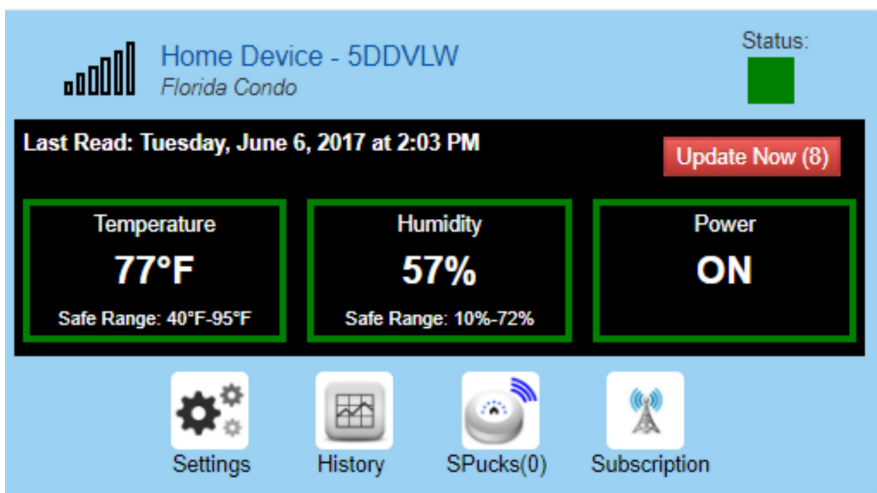 Home Device - 5DDVLW
Florida Condo
Status:
Last Read: Tuesday, June 6, 2017 at 2:03 PM
Update Now (8)
Temperature
77°F
Safe Range: 40°F-95°F
Humidity
57%
Safe Range: 10%-72%
Power
ON
Settings
History
SPucks(0)
Subscription